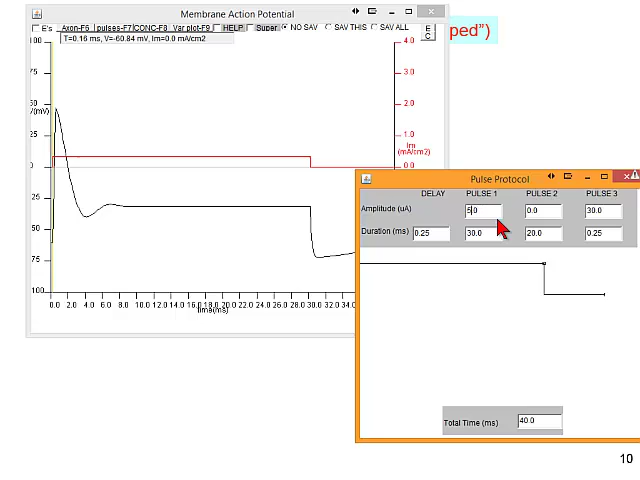 Membrane Action Potential
E's Axon-F6 pulses-F7 CONC-F8 Var plot-F9 HELP Super NO SAV SAV THIS SAV ALL
E
C
ped”)
T=0.16 ms, V=-60.84 mV, Im=0.0 mA/cm2
100
75
50
V(mV)
25
0
25
50
75
100
4.0
3.0
2.0
1.0
Im
(mA/cm2)
0.0
0.0 2.0 4.0 6.0 8.0 10.0 12.0 14.0 16.0 18.0 20.0 22.0 24.0 26.0 28.0 30.0 32.0 34.0
time(ms)
Pulse Protocol
DELAY PULSE 1 PULSE 2 PULSE 3
Amplitude (uA) 5.0 0.0 30.0
Duration (ms) 0.25 30.0 20.0 0.25
Total Time (ms) 40.0
10